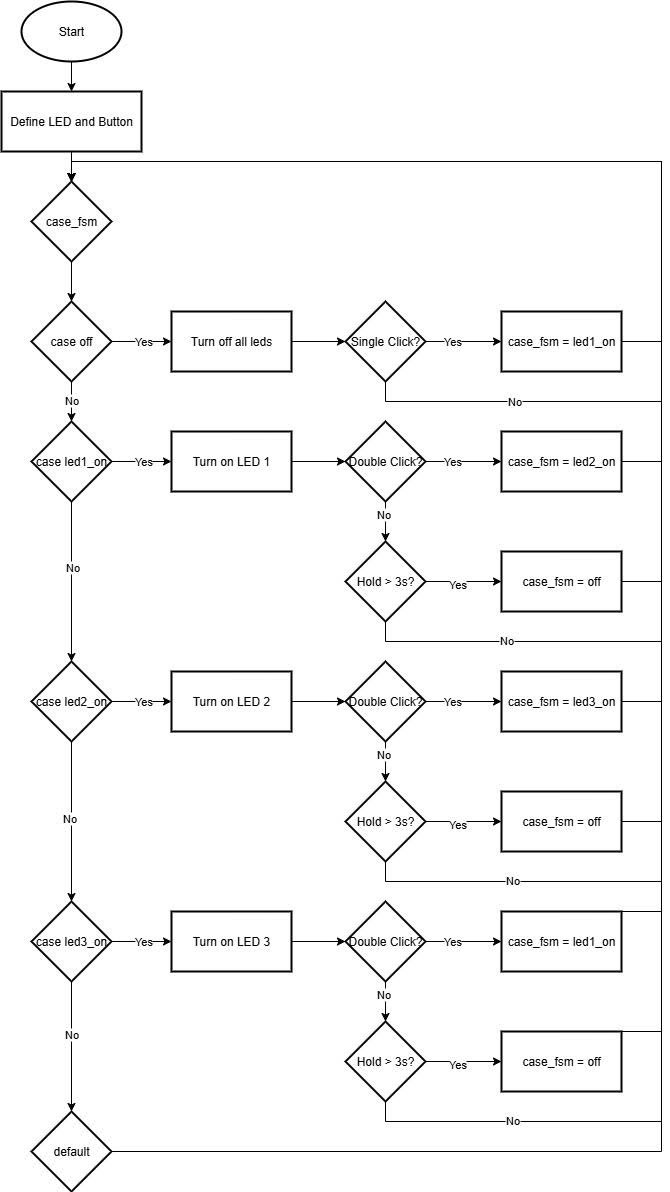 Start
Define LED and Button
case_fsm
case off
Yes
Turn off all leds
Single Click?
Yes
case_fsm = led1_on
No
No
case led1_on
Yes
Turn on LED 1
Double Click?
Yes
case_fsm = led2_on
No
No
Hold > 3s?
Yes
case_fsm = off
No
case led2_on
Yes
Turn on LED 2
Double Click?
Yes
case_fsm = led3_on
No
No
Hold > 3s?
Yes
case_fsm = off
No
case led3_on
Yes
Turn on LED 3
Double Click?
Yes
case_fsm = led1_on
No
No
Hold > 3s?
Yes
case_fsm = off
No
default